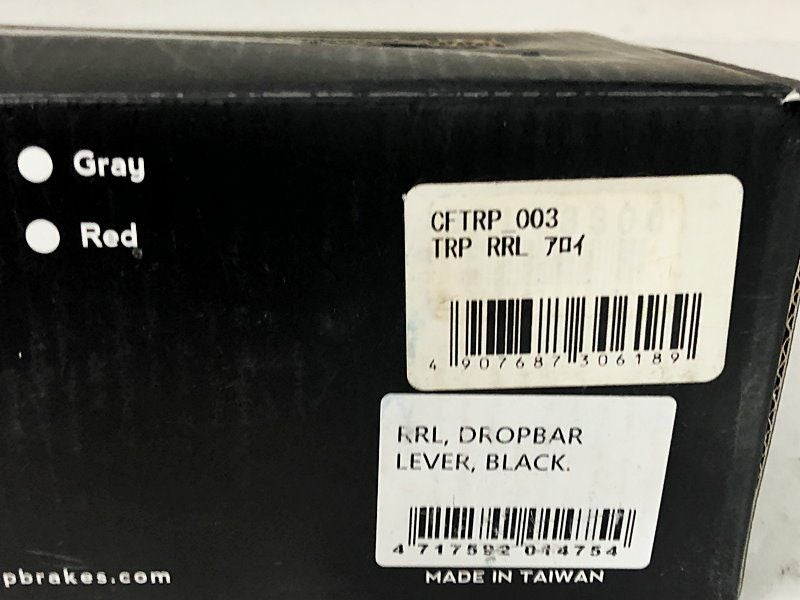 Gray
Red
CFTRP_003
TRP RRL アロイ
4 907687 306189
RRL, DROPBAR
LEVER, BLACK.
4 717592 014754
pbrakes.com
MADE IN TAIWAN